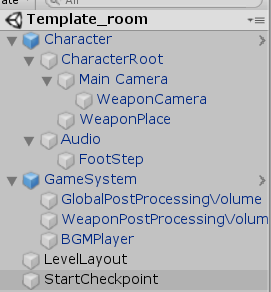 All
Template_room
Character
CharacterRoot
Main Camera
WeaponCamera
WeaponPlace
Audio
FootStep
GameSystem
GlobalPostProcessingVolume
WeaponPostProcessingVolum
BGMPlayer
LevelLayout
StartCheckpoint